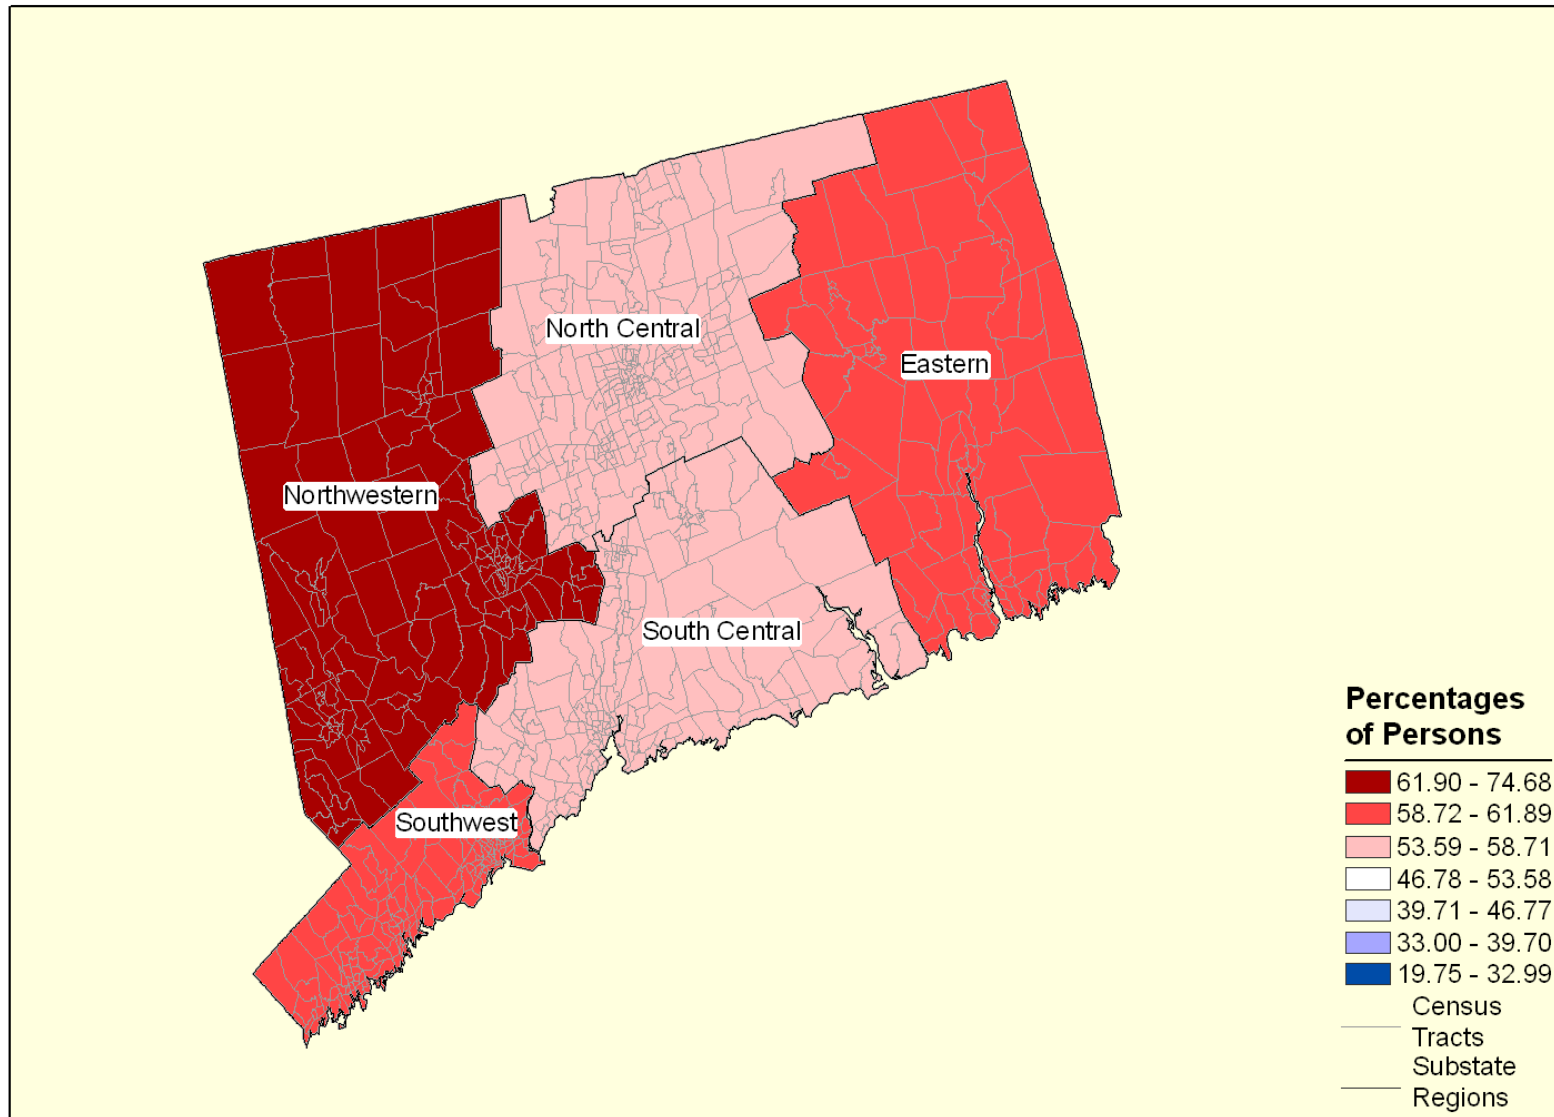 North Central
Eastern
Northwestern
South Central
Southwest
Percentages
of Persons
61.90 - 74.68
58.72 - 61.89
53.59 - 58.71
46.78 - 53.58
39.71 - 46.77
33.00 - 39.70
19.75 - 32.99
Census
Tracts
Substate
Regions